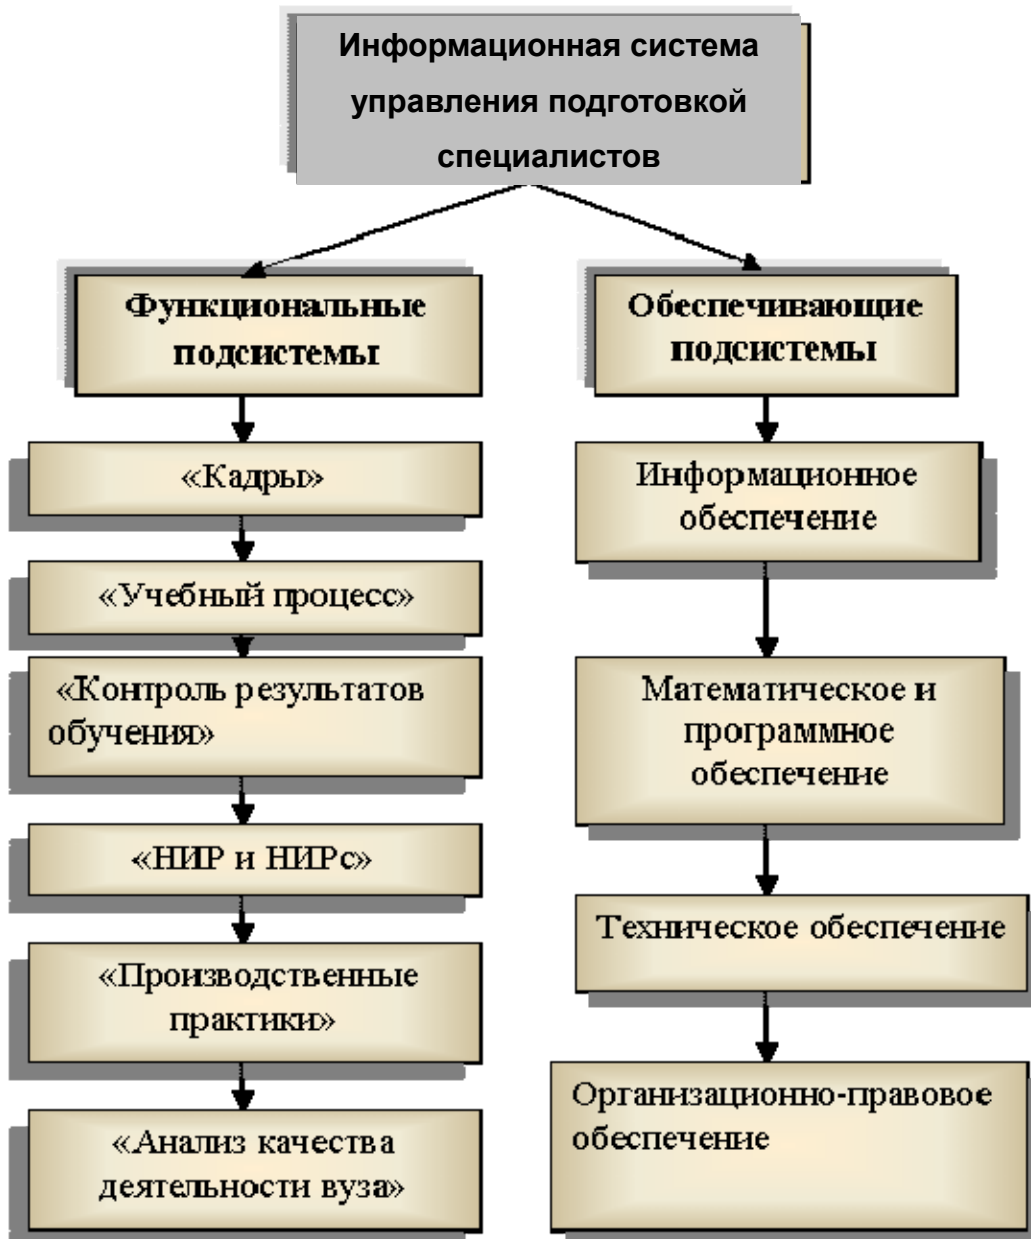 Информационная система
управления подготовкой
специалистов
Функциональные
подсистемы
«Кадры»
«Учебный процесс»
«Контроль результатов
обучения»
«НИР и НИРс»
«Производственные
практики»
«Анализ качества
деятельности вуза»
Обеспечивающие
подсистемы
Информационное
обеспечение
Математическое и
программное
обеспечение
Техническое обеспечение
Организационно-правовое
обеспечение